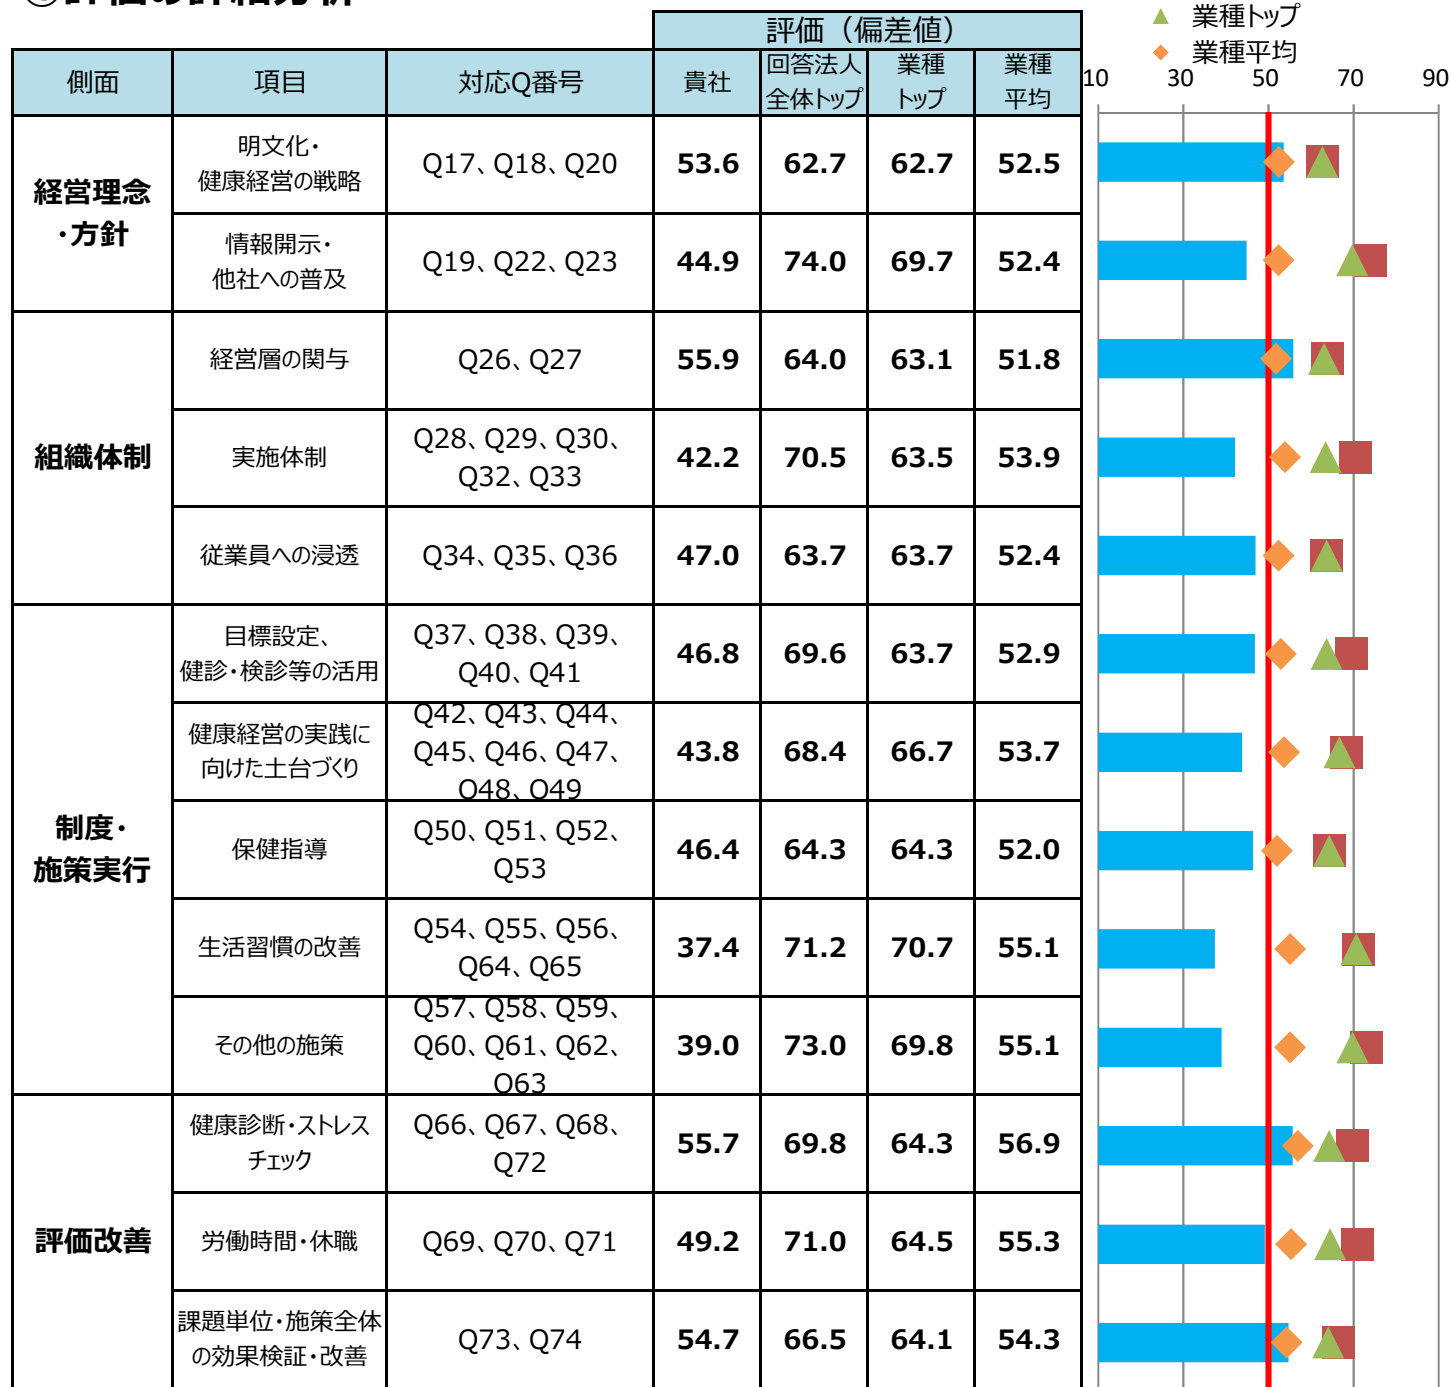 ▲ 業種トップ
◆ 業種平均
評価（偏差値）
側面 項目 対応Q番号 貴社 回答法人 業種 業種
全体トップ トップ 平均
10 30 50 70 90
経営理念
・方針
明文化・
健康経営の戦略
Q17、Q18、Q20 53.6 62.7 62.7 52.5
情報開示・
他社への普及
Q19、Q22、Q23 44.9 74.0 69.7 52.4
組織体制
経営層の関与 Q26、Q27 55.9 64.0 63.1 51.8
実施体制
Q28、Q29、Q30、
Q32、Q33
42.2 70.5 63.5 53.9
従業員への浸透 Q34、Q35、Q36 47.0 63.7 63.7 52.4
制度・
施策実行
目標設定、
健診・検診等の活用
Q37、Q38、Q39、
Q40、Q41
46.8 69.6 63.7 52.9
健康経営の実践に
向けた土台づくり
Q42、Q43、Q44、
Q45、Q46、Q47、
Q48、Q49
43.8 68.4 66.7 53.7
保健指導
Q50、Q51、Q52、
Q53
46.4 64.3 64.3 52.0
生活習慣の改善
Q54、Q55、Q56、
Q64、Q65
37.4 71.2 70.7 55.1
その他の施策
Q57、Q58、Q59、
Q60、Q61、Q62、
Q63
39.0 73.0 69.8 55.1
評価改善
健康診断・ストレス
チェック
Q66、Q67、Q68、
Q72
55.7 69.8 64.3 56.9
労働時間・休職 Q69、Q70、Q71 49.2 71.0 64.5 55.3
課題単位・施策全体
の効果検証・改善
Q73、Q74 54.7 66.5 64.1 54.3